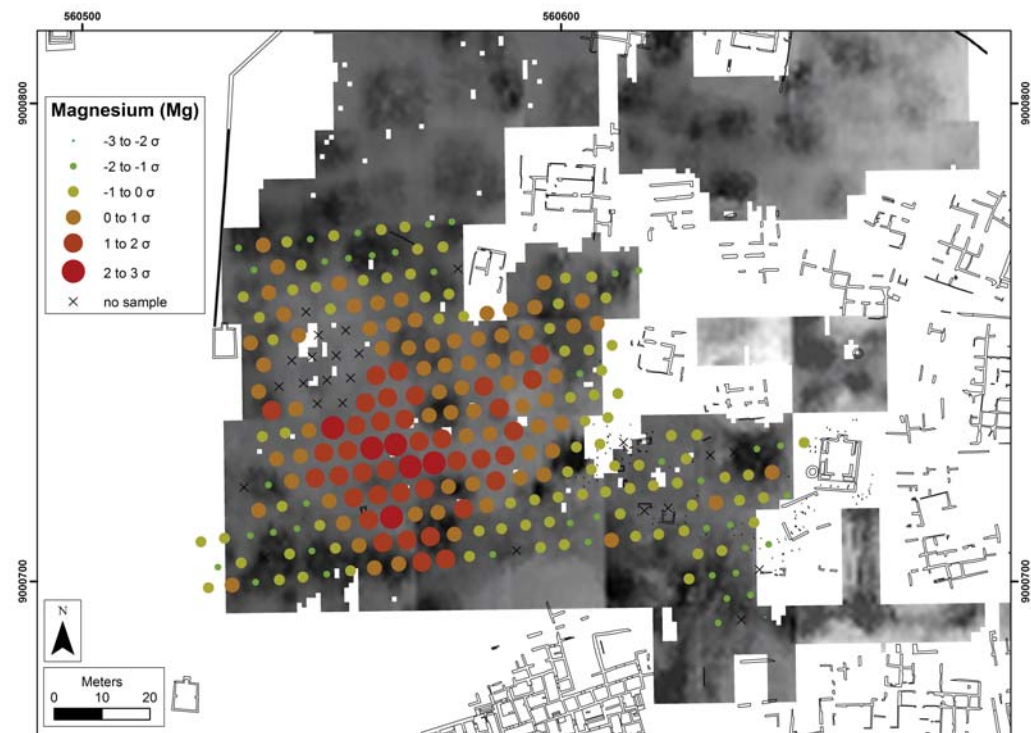 560500
560600
9000800
9000800
Magnesium (Mg)
-3 to -2 σ
-2 to -1 σ
-1 to 0 σ
0 to 1 σ
1 to 2 σ
2 to 3 σ
no sample
9000700
9000700
N
Meters
0 10 20